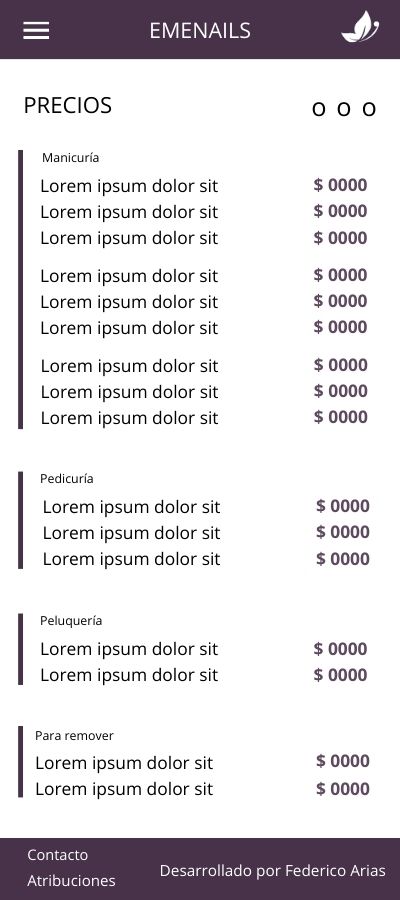 EMENAILS
PRECIOS
o o o
Manicuría
Lorem ipsum dolor sit $ 0000
Lorem ipsum dolor sit $ 0000
Lorem ipsum dolor sit $ 0000
Lorem ipsum dolor sit $ 0000
Lorem ipsum dolor sit $ 0000
Lorem ipsum dolor sit $ 0000
Lorem ipsum dolor sit $ 0000
Lorem ipsum dolor sit $ 0000
Lorem ipsum dolor sit $ 0000
Pedicuría
Lorem ipsum dolor sit $ 0000
Lorem ipsum dolor sit $ 0000
Lorem ipsum dolor sit $ 0000
Peluquería
Lorem ipsum dolor sit $ 0000
Lorem ipsum dolor sit $ 0000
Para remover
Lorem ipsum dolor sit $ 0000
Lorem ipsum dolor sit $ 0000
Contacto
Atribuciones
Desarrollado por Federico Arias